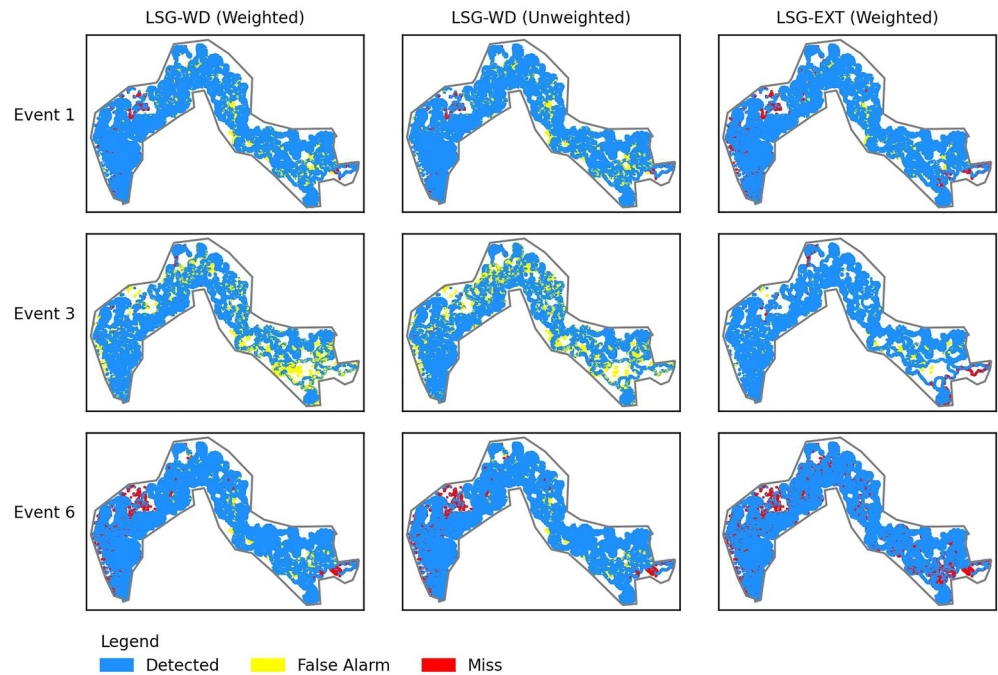 LSG-WD (Weighted) LSG-WD (Unweighted) LSG-EXT (Weighted)
Event 1
Event 3
Event 6
Legend
Detected False Alarm Miss